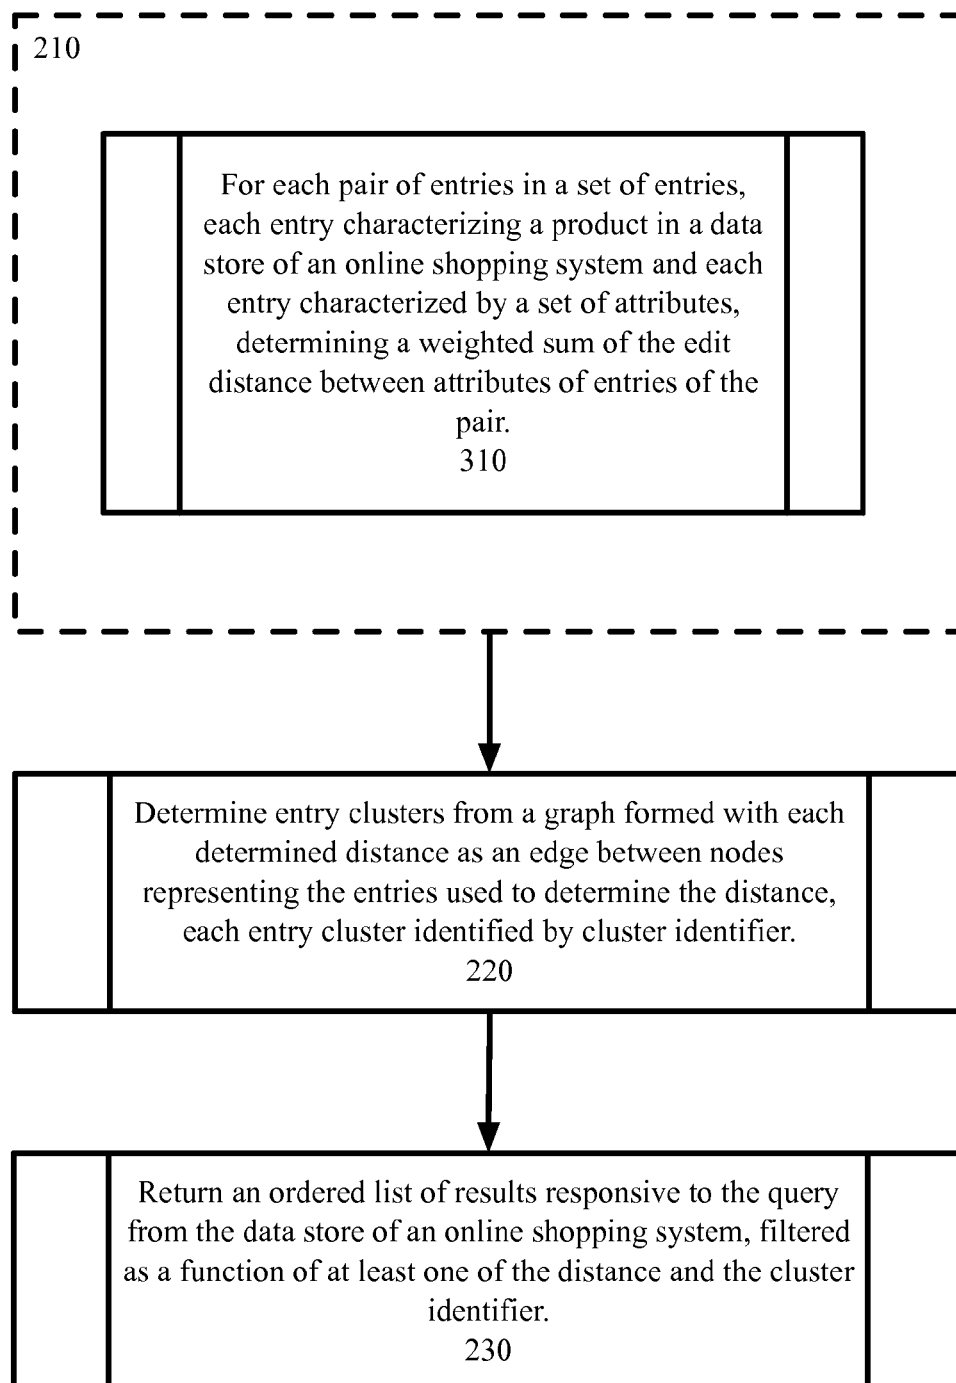 210
For each pair of entries in a set of entries,
each entry characterizing a product in a data
store of an online shopping system and each
entry characterized by a set of attributes,
determining a weighted sum of the edit
distance between attributes of entries of the
pair.
310
Determine entry clusters from a graph formed with each
determined distance as an edge between nodes
representing the entries used to determine the distance,
each entry cluster identified by cluster identifier.
220
Return an ordered list of results responsive to the query
from the data store of an online shopping system, filtered
as a function of at least one of the distance and the cluster
identifier.
230